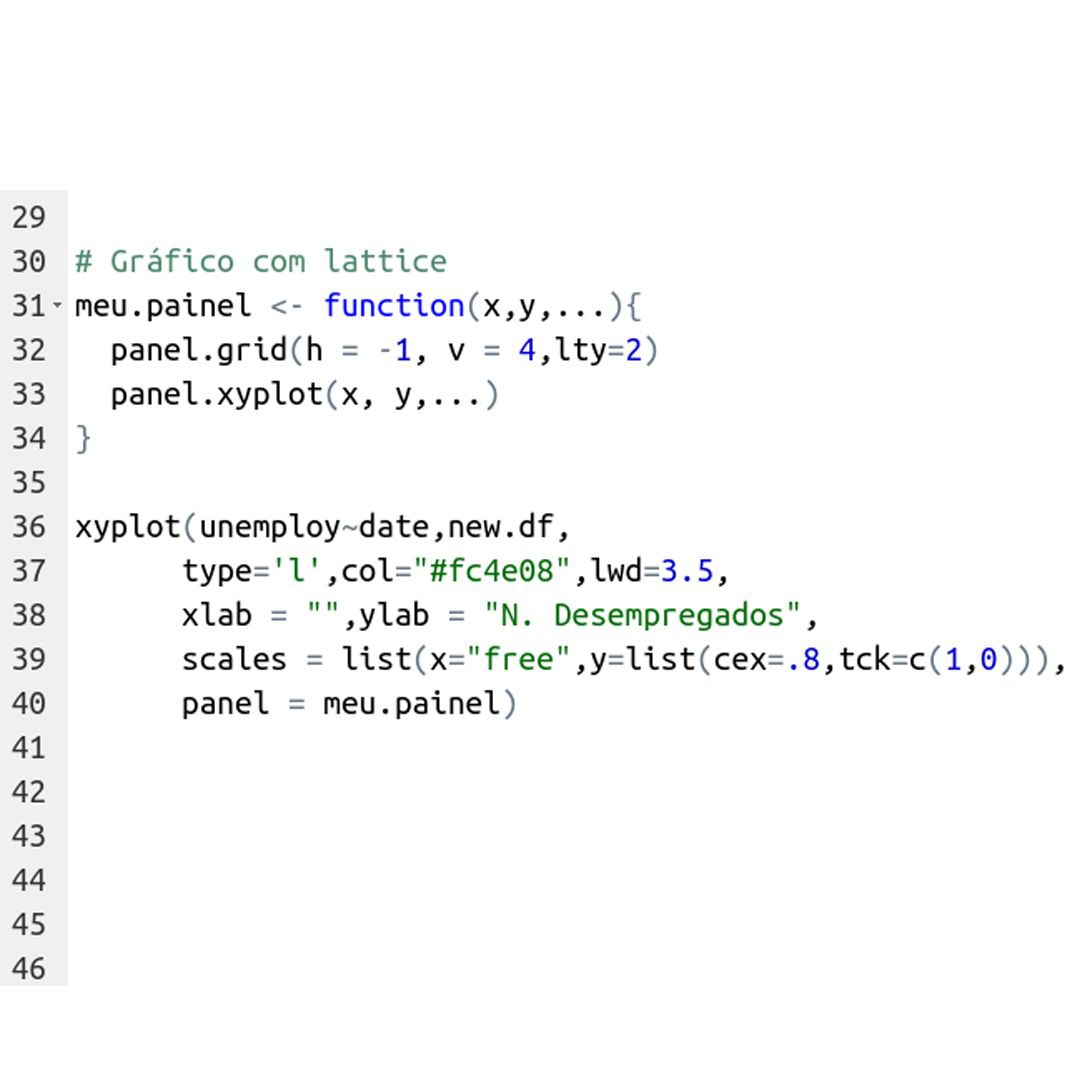 29
30 # Gráfico com lattice
31 meu.painel <- function(x,y,...){
32   panel.grid(h = -1, v = 4,lty=2)
33   panel.xyplot(x, y,...)
34 }
35
36 xyplot(unemploy~date,new.df,
37       type='l',col="#fc4e08",lwd=3.5,
38       xlab = "",ylab = "N. Desempregados",
39       scales = list(x="free",y=list(cex=.8,tck=c(1,0))),
40       panel = meu.painel)
41
42
43
44
45
46